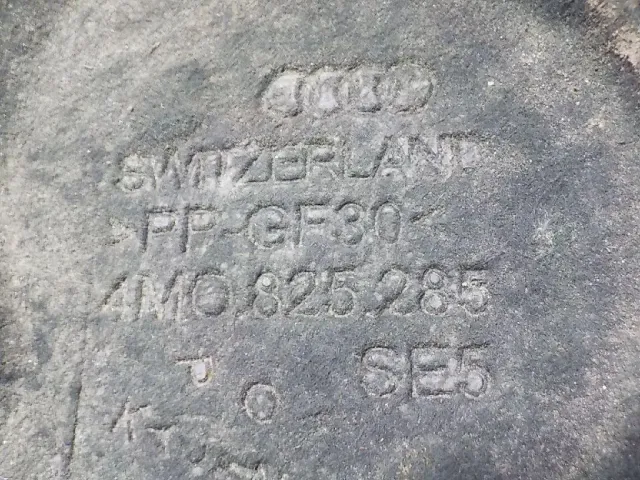 SWITZERLAND
>PP-GF30<
4M0.825.285
SE5
P